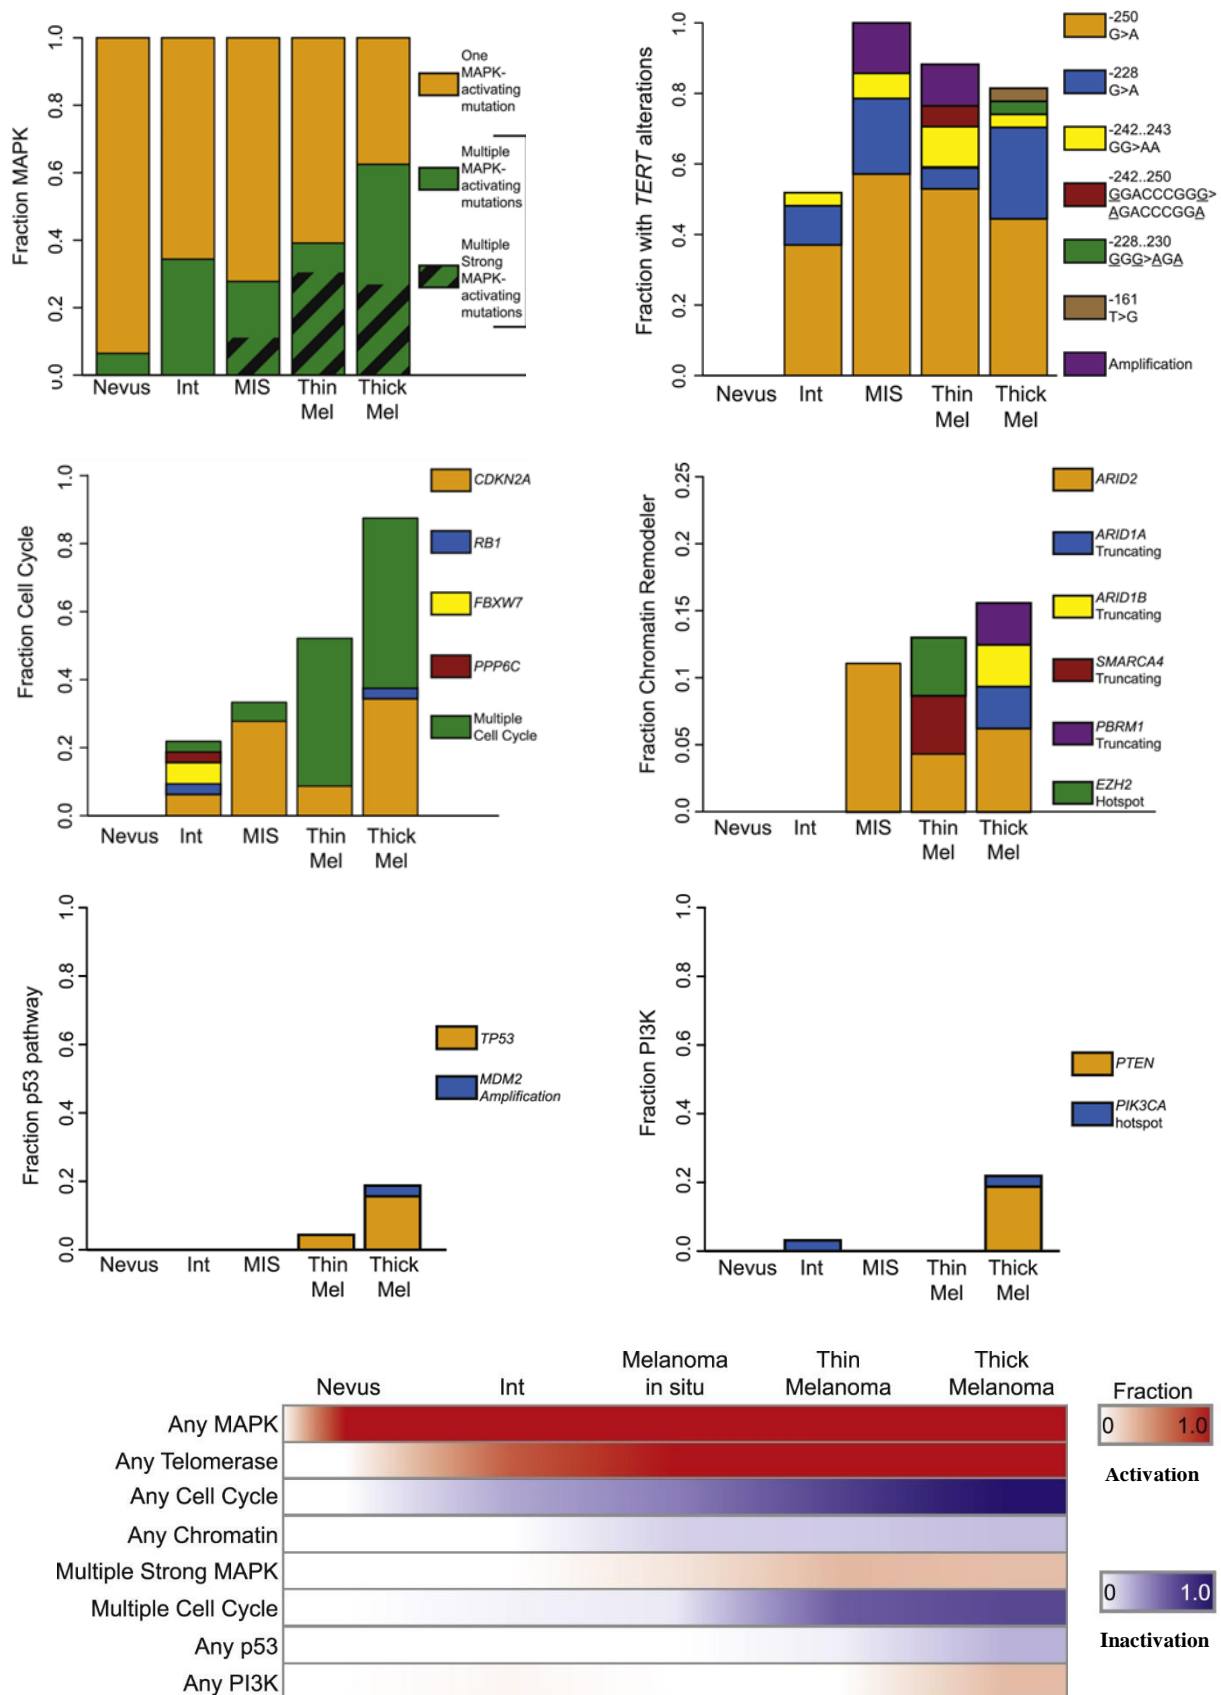 Fraction MAPK
1.0
0.8
0.6
0.4
0.2
0.0
Nevus
Int
MIS
Thin
Mel
Thick
Mel
One
MAPK-
activating
mutation
Multiple
MAPK-
activating
mutations
Multiple
Strong
MAPK-
activating
mutations
Fraction with TERT alterations
1.0
0.8
0.6
0.4
0.2
0.0
Nevus
Int
MIS
Thin
Mel
Thick
Mel
-250
G>A
-228
G>A
-242..243
GG>AA
-242..250
GGACCCGGG>
AGACCCGGA
-228..230
GGG>AGA
-161
T>G
Amplification
Fraction Cell Cycle
1.0
0.8
0.6
0.4
0.2
0.0
Nevus
Int
MIS
Thin
Mel
Thick
Mel
CDKN2A
RB1
FBXW7
PPP6C
Multiple
Cell Cycle
Fraction Chromatin Remodeler
0.25
0.2
0.15
0.1
0.05
0.0
Nevus
Int
MIS
Thin
Mel
Thick
Mel
ARID2
ARID1A
Truncating
ARID1B
Truncating
SMARCA4
Truncating
PBRM1
Truncating
EZH2
Hotspot
Fraction p53 pathway
1.0
0.8
0.6
0.4
0.2
0.0
Nevus
Int
MIS
Thin
Mel
Thick
Mel
TP53
MDM2
Amplification
Fraction PI3K
1.0
0.8
0.6
0.4
0.2
0.0
Nevus
Int
MIS
Thin
Mel
Thick
Mel
PTEN
PIK3CA
hotspot
Nevus
Int
Melanoma
in situ
Thin
Melanoma
Thick
Melanoma
Any MAPK
Any Telomerase
Any Cell Cycle
Any Chromatin
Multiple Strong MAPK
Multiple Cell Cycle
Any p53
Any PI3K
Fraction
0 1.0
Activation
0 1.0
Inactivation